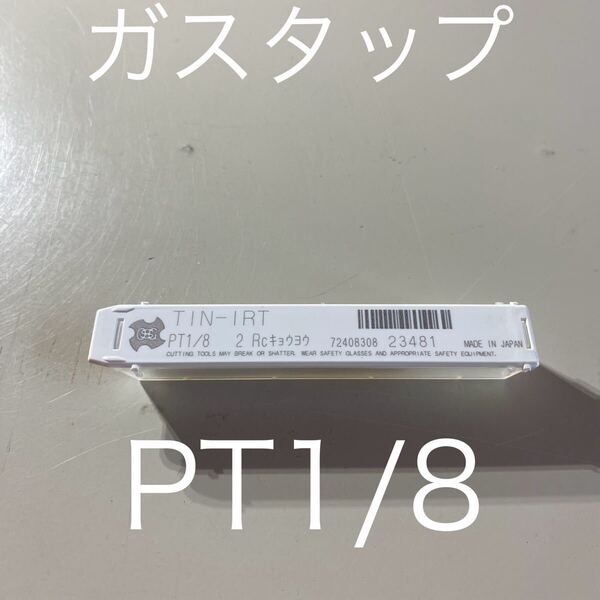 ガスタップ
TIN-IRT
PT1/8 2 Rcキョウヨウ 72408308 23481 MADE IN JAPAN
CUTTING TOOLS MAY BREAK OR SHATTER. WEAR SAFETY GLASSES AND APPROPRIATE SAFETY EQUIPMENT.
PT1/8